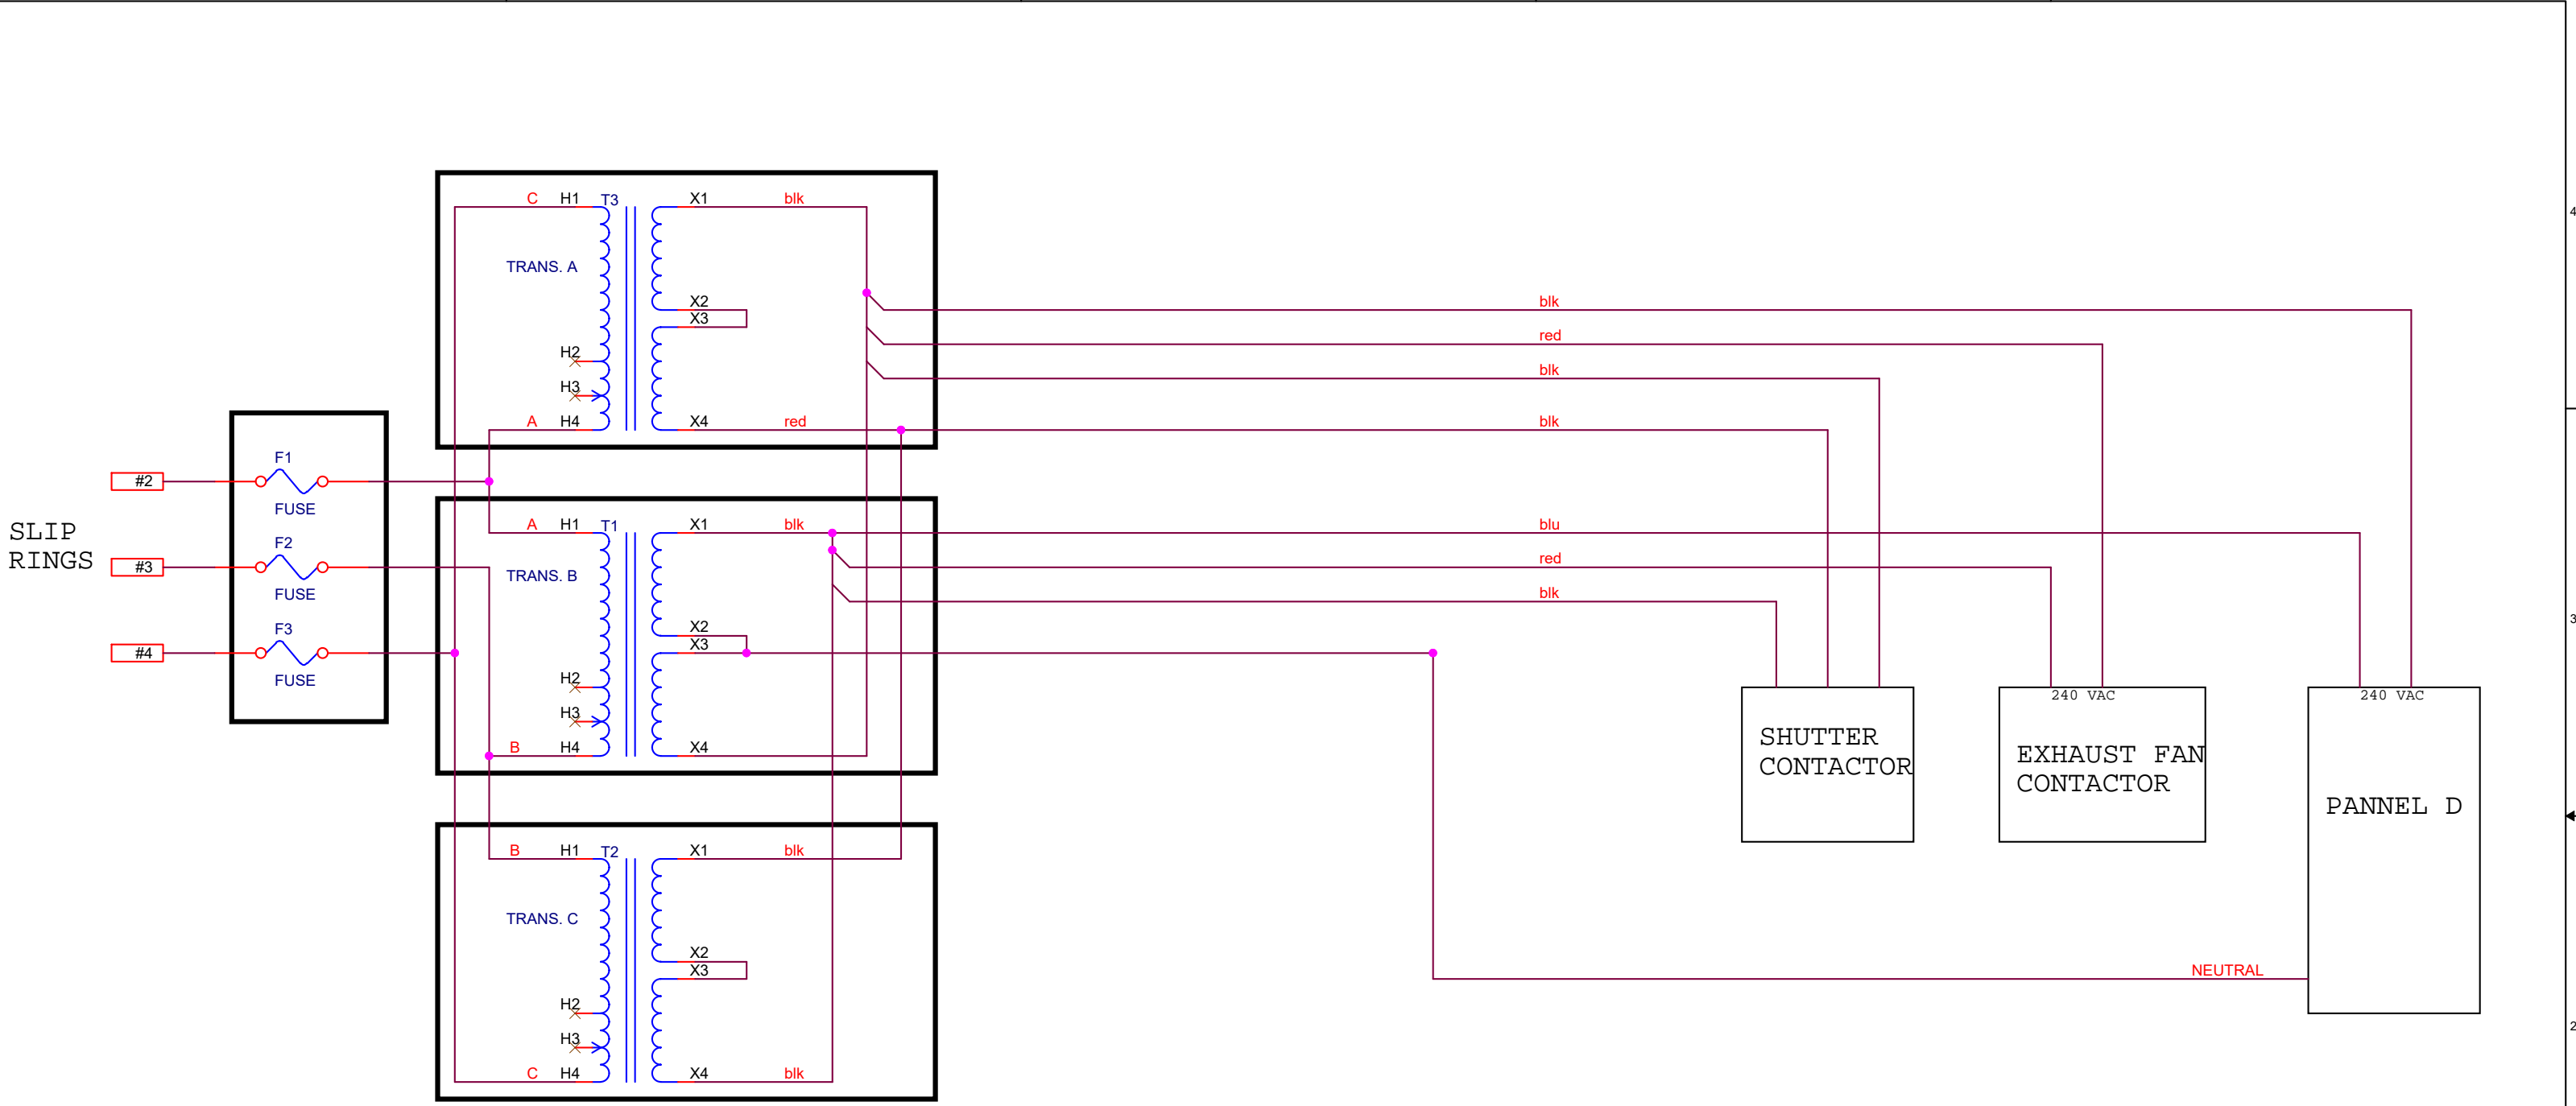 C H1 T3 X1 blk
4
TRANS. A
X2 blk
X3
red
H2
blk
H3
A H4 X4 red blk
F1
#2
FUSE
A H1 T1 X1 blk blu
SLIP
RINGS
F2
red
#3
TRANS. B
FUSE
blk
3
F3
X2
#4
X3
FUSE
H2
240 VAC
240 VAC
H3
SHUTTER
CONTACTOR
B H4 X4
EXHAUST FAN
CONTACTOR
PANNEL D
B H1 T2 X1 blk
TRANS. C
X2
X3
NEUTRAL
H2
2
H3
C H4 X4 blk